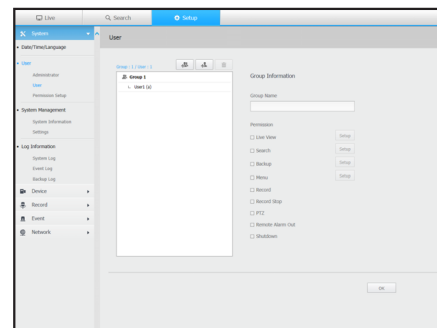 Live
Search
Setup
System
User
Date/Time/Language
User
Administrator
User
Permission Setup
System Management
System Information
Settings
Log Information
System Log
Event Log
Backup Log
Device
Record
Event
Network
Group : 1 / User : 1
Group 1
User1 (a)
Group Information
Group Name
Permission
Live View
Setup
Search
Setup
Backup
Setup
Menu
Setup
Record
Record Stop
PTZ
Remote Alarm Out
Shutdown
OK